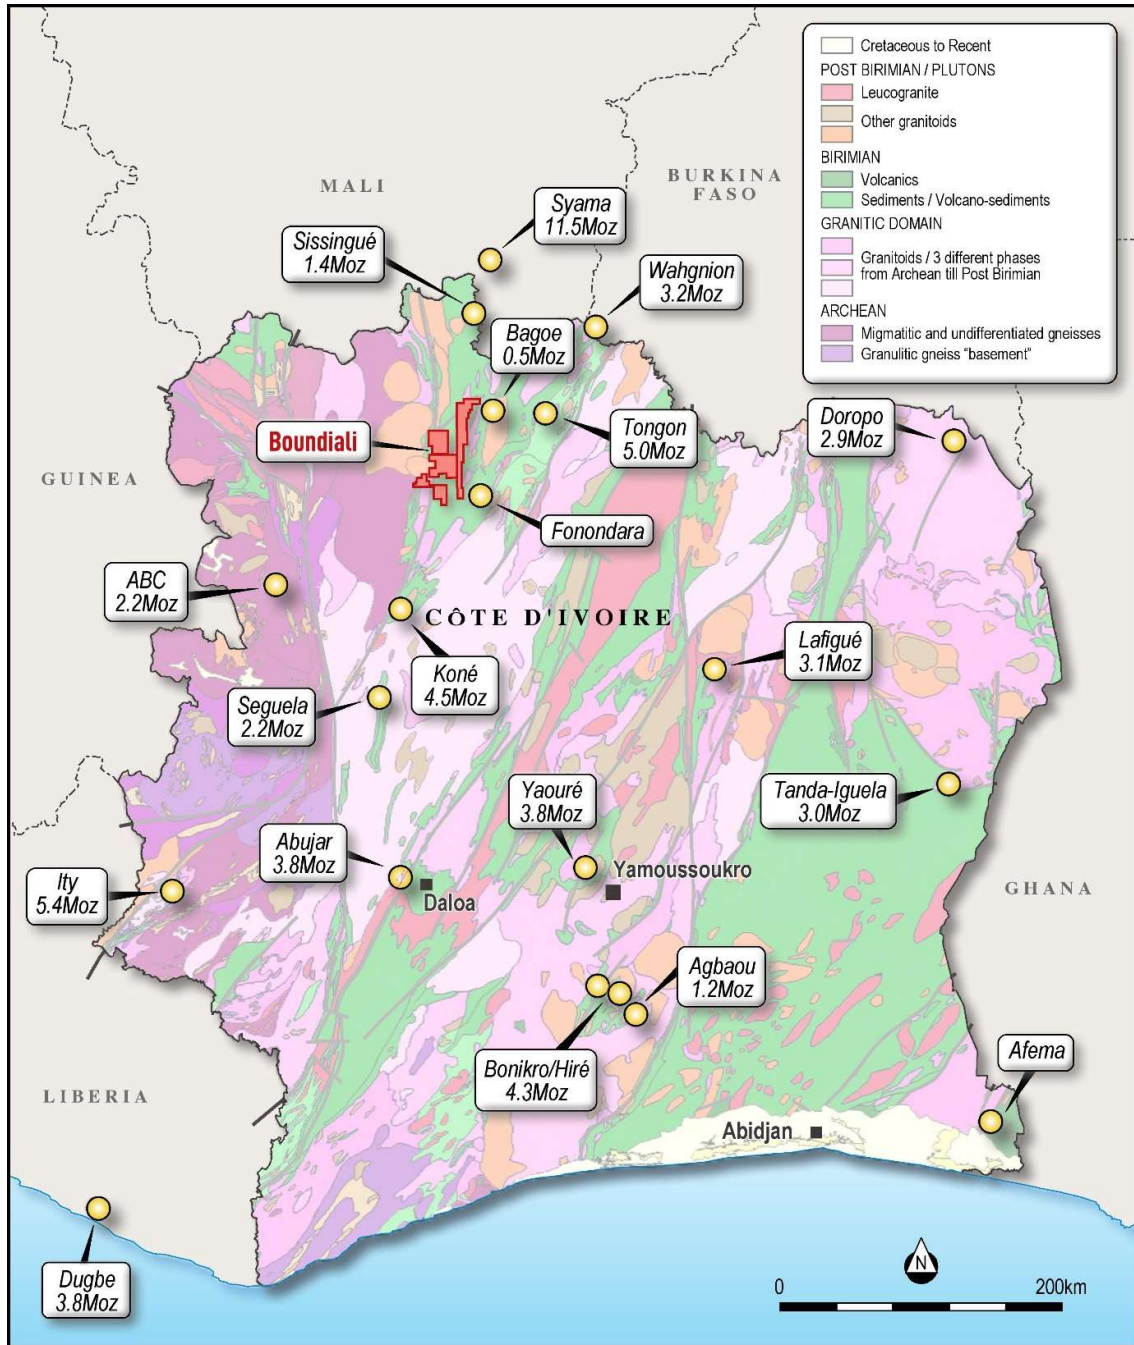 Cretaceous to Recent
POST BIRIMIAN / PLUTONS
Leucogranite
Other granitoids
BIRIMIAN
Volcanics
Sediments / Volcano-sediments
GRANITIC DOMAIN
Granitoids / 3 different phases
from Archean till Post Birimian
ARCHEAN
Migmatitic and undifferentiated gneisses
Granulitic gneiss "basement"
MALI
BURKINA
FASO
Syama
11.5Moz
Sissingué
1.4Moz
Wahgnion
3.2Moz
Bagoe
0.5Moz
Boundiali
Tongon
5.0Moz
Doropo
2.9Moz
GUINEA
Fonondara
ABC
2.2Moz
CÔTE D'IVOIRE
Koné
4.5Moz
Lafigué
3.1Moz
Seguela
2.2Moz
Yaouré
3.8Moz
Tanda-Iguela
3.0Moz
Abujar
3.8Moz
Daloa
Yamoussoukro
Ity
5.4Moz
GHANA
Agbaou
1.2Moz
Bonikro/Hiré
4.3Moz
Afema
LIBERIA
Abidjan
Dugbe
3.8Moz
N
0 200km